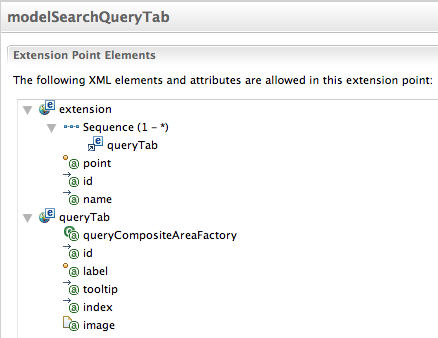 modelSearchQueryTab
Extension Point Elements
The following XML elements and attributes are allowed in this extension point:
extension
Sequence (1 - *)
queryTab
point
id
name
queryTab
queryCompositeAreaFactory
id
label
tooltip
index
image